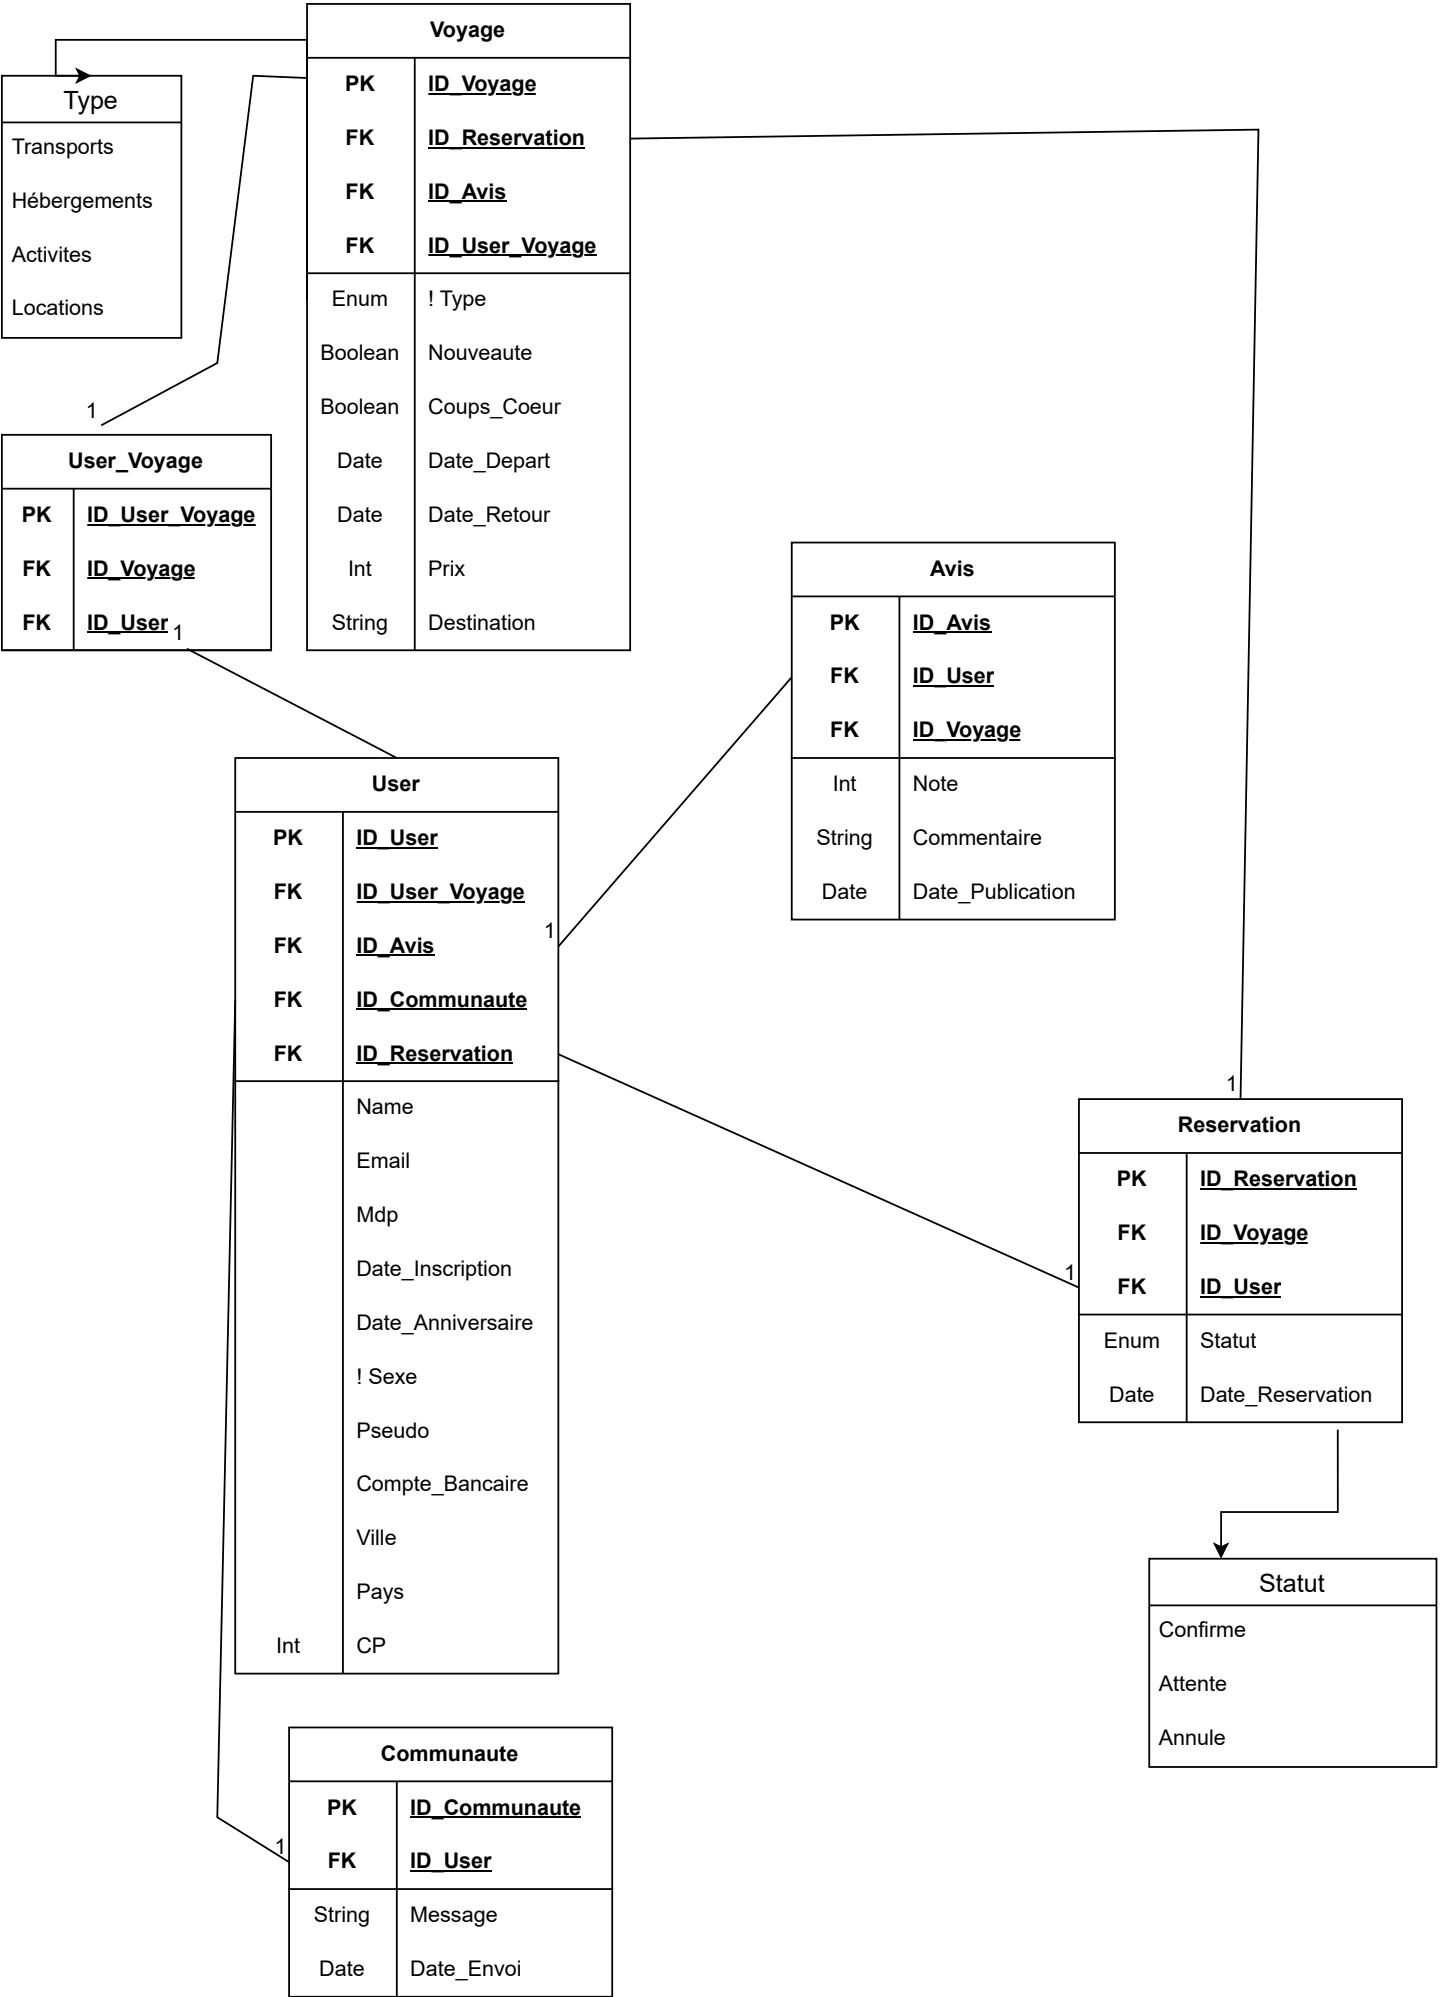 Voyage
PK ID_Voyage
FK ID_Reservation
FK ID_Avis
FK ID_User_Voyage
Enum ! Type
Boolean Nouveaute
Boolean Coups_Coeur
Date Date_Depart
Date Date_Retour
Int Prix
String Destination
Type
Transports
Hébergements
Activites
Locations
1
User_Voyage
PK ID_User_Voyage
FK ID_Voyage
FK ID_User
1
Avis
PK ID_Avis
FK ID_User
FK ID_Voyage
Int Note
String Commentaire
Date Date_Publication
User
PK ID_User
FK ID_User_Voyage
FK ID_Avis
1
FK ID_Communaute
FK ID_Reservation
Name
Email
Mdp
Date_Inscription
Date_Anniversaire
! Sexe
Pseudo
Compte_Bancaire
Ville
Pays
Int CP
1
Reservation
PK ID_Reservation
FK ID_Voyage
1
FK ID_User
Enum Statut
Date Date_Reservation
Statut
Confirme
Attente
Annule
Communaute
PK ID_Communaute
1
FK ID_User
String Message
Date Date_Envoi